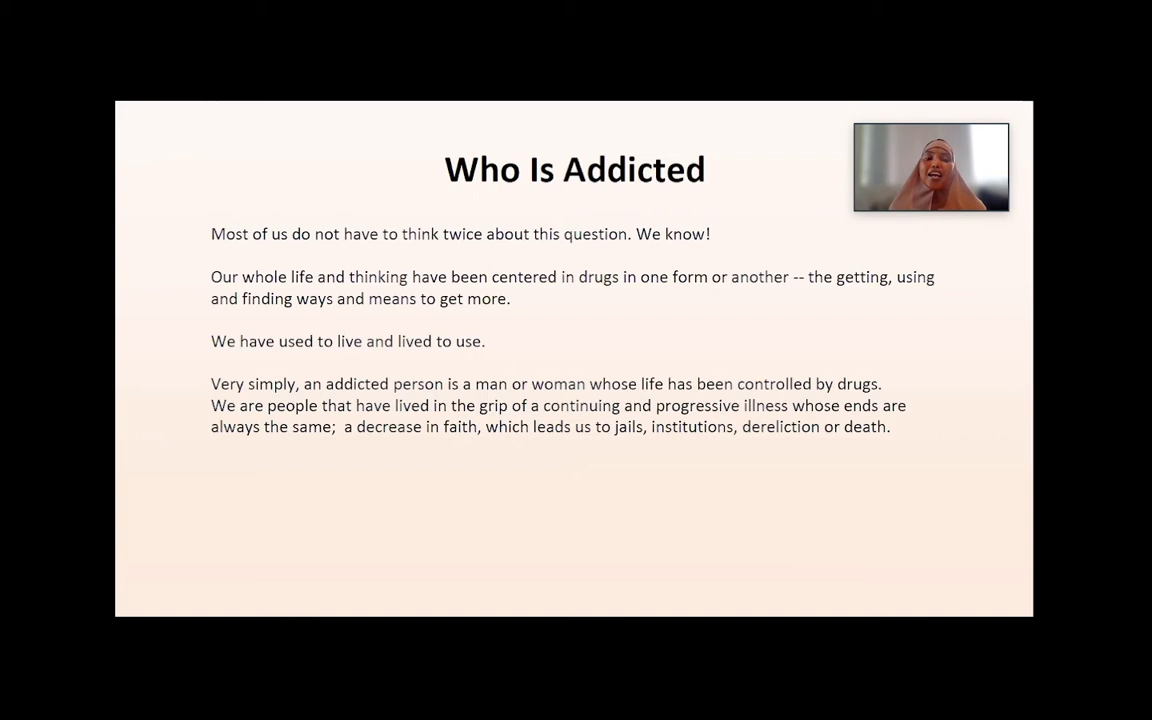 Who Is Addicted
Most of us do not have to think twice about this question. We know!
Our whole life and thinking have been centered in drugs in one form or another -- the getting, using
and finding ways and means to get more.
We have used to live and lived to use.
Very simply, an addicted person is a man or woman whose life has been controlled by drugs.
We are people that have lived in the grip of a continuing and progressive illness whose ends are
always the same;  a decrease in faith, which leads us to jails, institutions, dereliction or death.